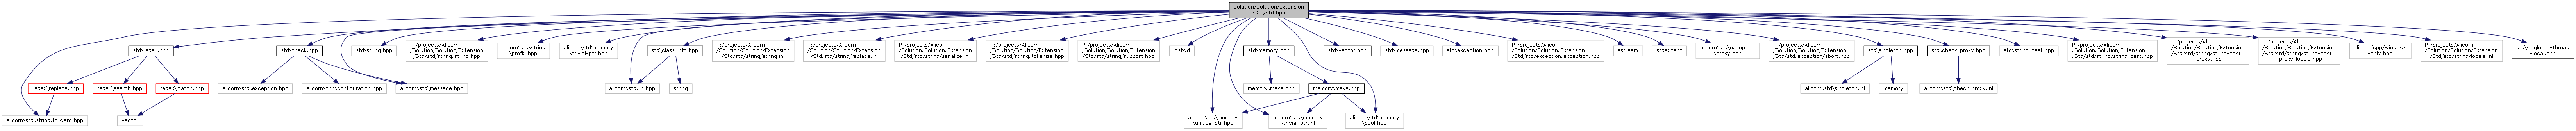 Solution/Solution/Extension
/Std/std.hpp
std\regex.hpp
std\check.hpp
std\string.hpp
P:/projects/Alicorn
/Solution/Solution/Extension
/Std/std/string/string.hpp
alicorn\std\string
\prefix.hpp
alicorn\std\memory
\trivial-ptr.hpp
std\class-info.hpp
P:/projects/Alicorn
/Solution/Solution/Extension
/Std/std/string/string.inl
P:/projects/Alicorn
/Solution/Solution/Extension
/Std/std/string/replace.inl
P:/projects/Alicorn
/Solution/Solution/Extension
/Std/std/string/serialize.inl
P:/projects/Alicorn
/Solution/Solution/Extension
/Std/std/string/tokenize.hpp
P:/projects/Alicorn
/Solution/Solution/Extension
/Std/std/string/support.hpp
iosfwd
std\memory.hpp
std\vector.hpp
std\message.hpp
std\exception.hpp
P:/projects/Alicorn
/Solution/Solution/Extension
/Std/std/exception/exception.hpp
sstream
stdexcept
alicorn\std\exception
\proxy.hpp
P:/projects/Alicorn
/Solution/Solution/Extension
/Std/std/exception/abort.hpp
std\singleton.hpp
std\check-proxy.hpp
std\string-cast.hpp
P:/projects/Alicorn
/Solution/Solution/Extension
/Std/std/string/string-cast.hpp
P:/projects/Alicorn
/Solution/Solution/Extension
/Std/std/string/string-cast
-proxy.hpp
P:/projects/Alicorn
/Solution/Solution/Extension
/Std/std/string/string-cast
-proxy-locale.hpp
alicorn/cpp/windows
-only.hpp
P:/projects/Alicorn
/Solution/Solution/Extension
/Std/std/string/locale.inl
std\singleton-thread
-local.hpp
regex\replace.hpp
regex\search.hpp
regex\match.hpp
alicorn\std\exception.hpp
alicorn\cpp\configuration.hpp
alicorn\std\message.hpp
alicorn\std.lib.hpp
string
memory\make.hpp
memory\make.hpp
alicorn\std\singleton.inl
memory
alicorn\std\check-proxy.inl
alicorn\std\string.forward.hpp
vector
alicorn\std\memory
\unique-ptr.hpp
alicorn\std\memory
\trivial-ptr.inl
alicorn\std\memory
\pool.hpp